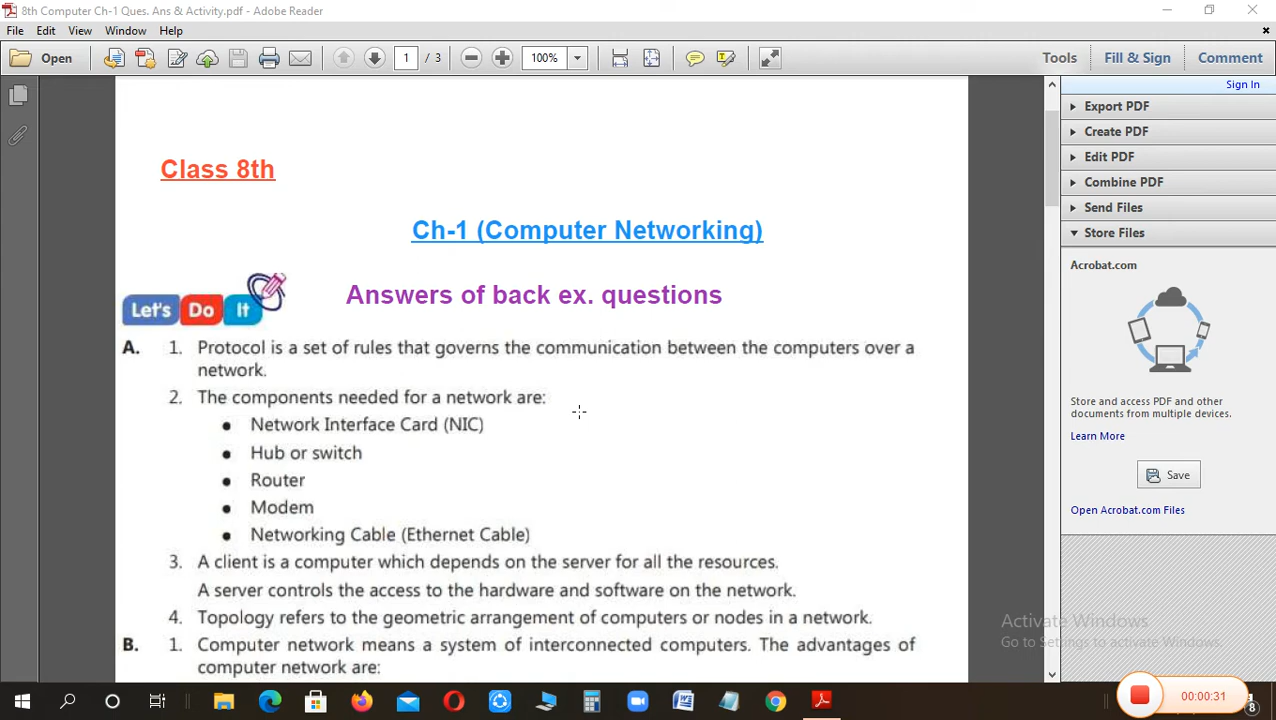 8th Computer Ch-1 Ques. Ans & Activity.pdf - Adobe Reader
File Edit View Window Help
Open 1 / 3 100% Tools Fill & Sign Comment
Sign In
Export PDF
Create PDF
Edit PDF
Combine PDF
Send Files
Store Files
Acrobat.com
Store and access PDF and other
documents from multiple devices.
Learn More
Save
Open Acrobat.com Files
Class 8th
Ch-1 (Computer Networking)
Let's Do It Answers of back ex. questions
A. 1. Protocol is a set of rules that governs the communication between the computers over a
network.
2. The components needed for a network are:
● Network Interface Card (NIC)
● Hub or switch
● Router
● Modem
● Networking Cable (Ethernet Cable)
3. A client is a computer which depends on the server for all the resources.
A server controls the access to the hardware and software on the network.
4. Topology refers to the geometric arrangement of computers or nodes in a network.
B. 1. Computer network means a system of interconnected computers. The advantages of
computer network are:
Activate Windows
Go to Settings to activate Windows.
00:00:31
8